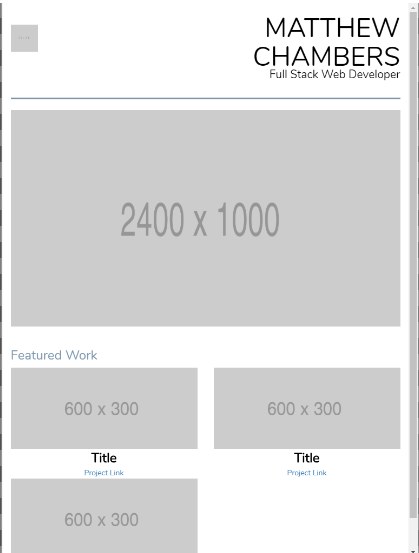 MATTHEW
CHAMBERS
Full Stack Web Developer
2400 x 1000
Featured Work
600 x 300
600 x 300
Title
Title
Project Link
Project Link
600 x 300